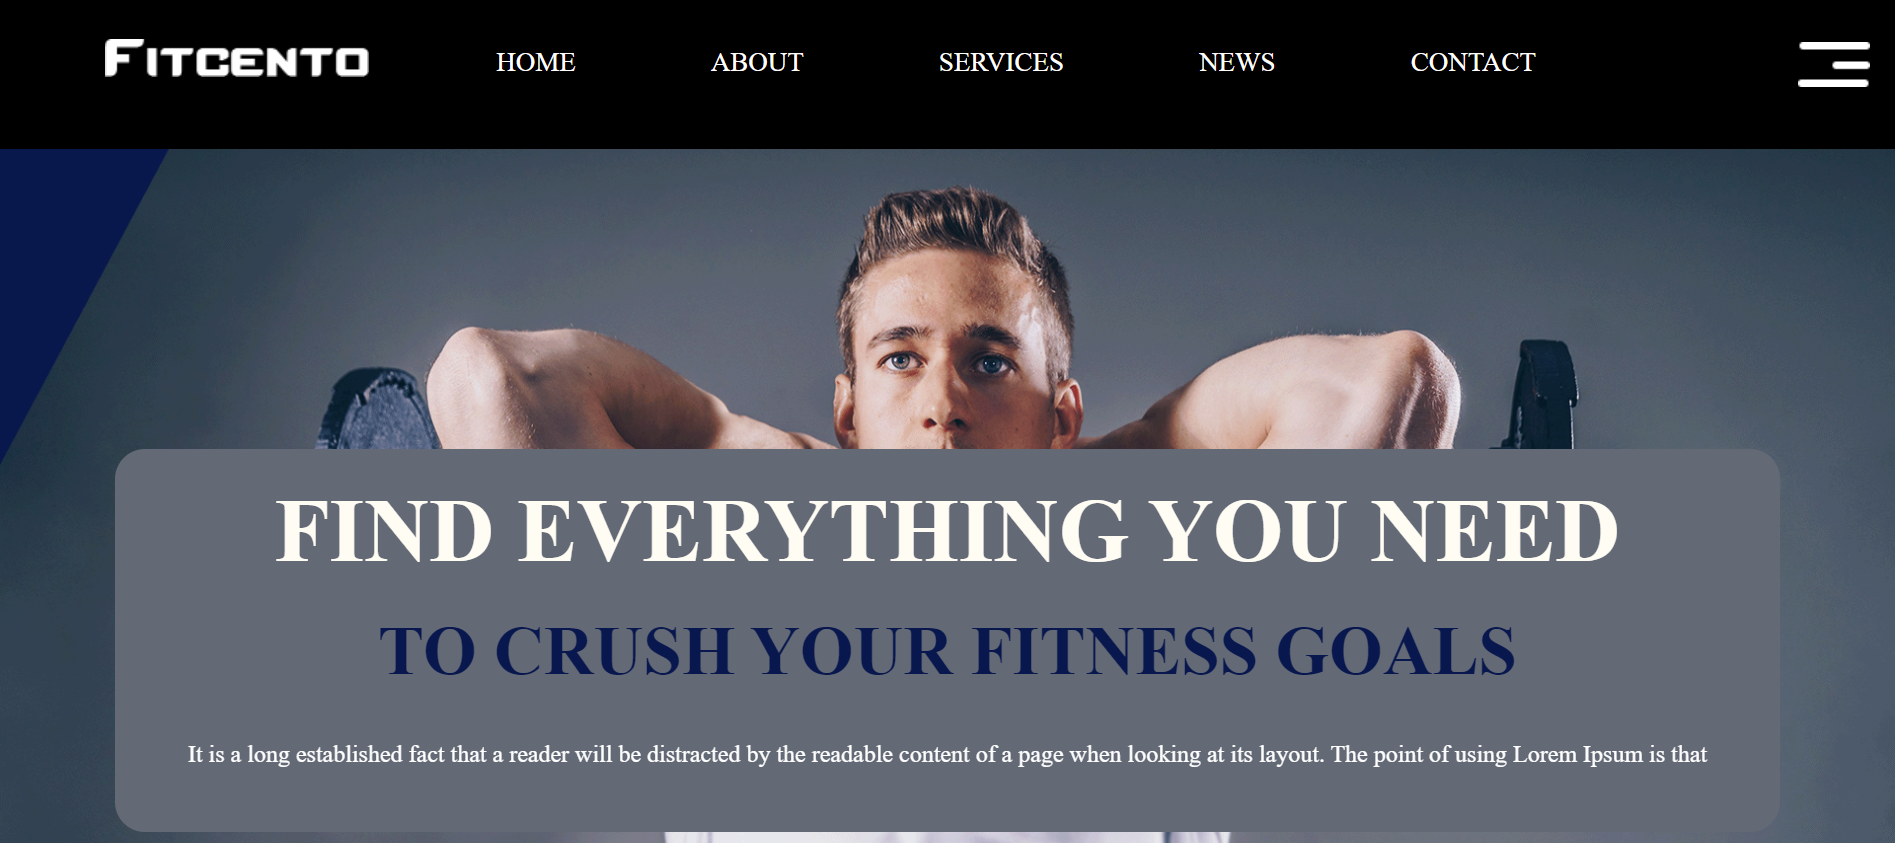 FITCENTO
HOME ABOUT SERVICES NEWS CONTACT
FIND EVERYTHING YOU NEED
TO CRUSH YOUR FITNESS GOALS
It is a long established fact that a reader will be distracted by the readable content of a page when looking at its layout. The point of using Lorem Ipsum is that